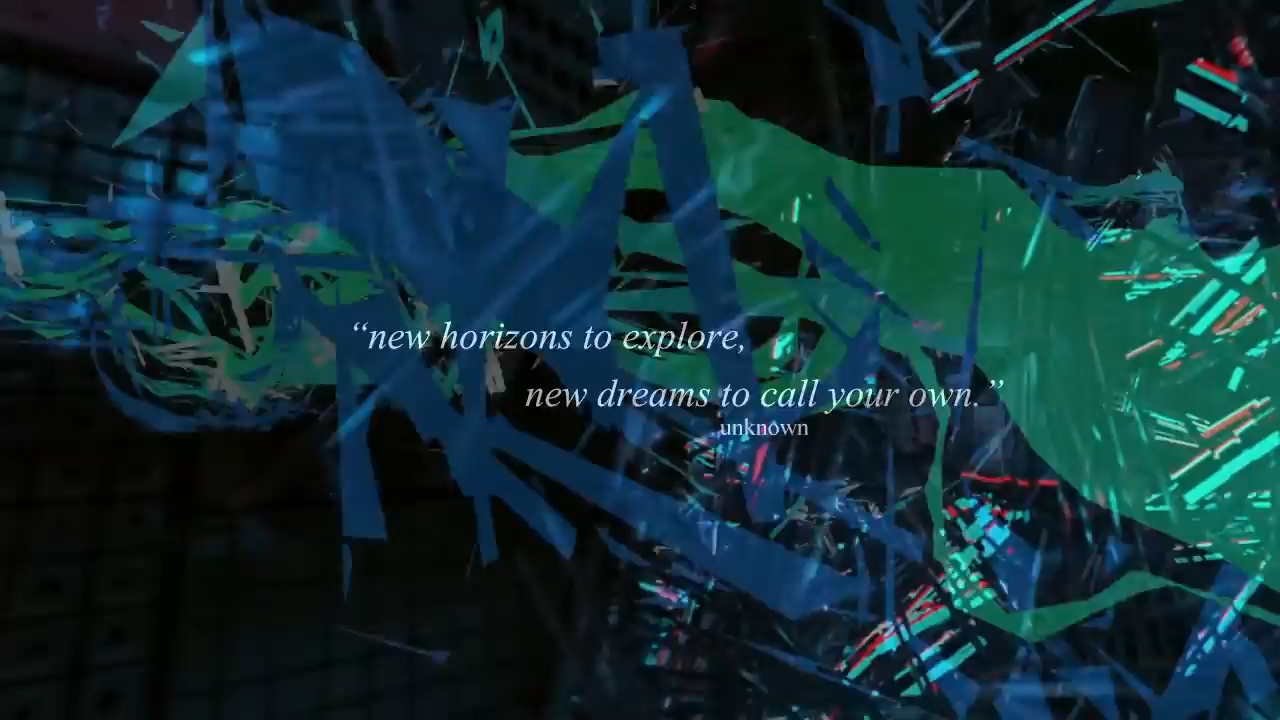 “new horizons to explore,
new dreams to call your own.”
unknown